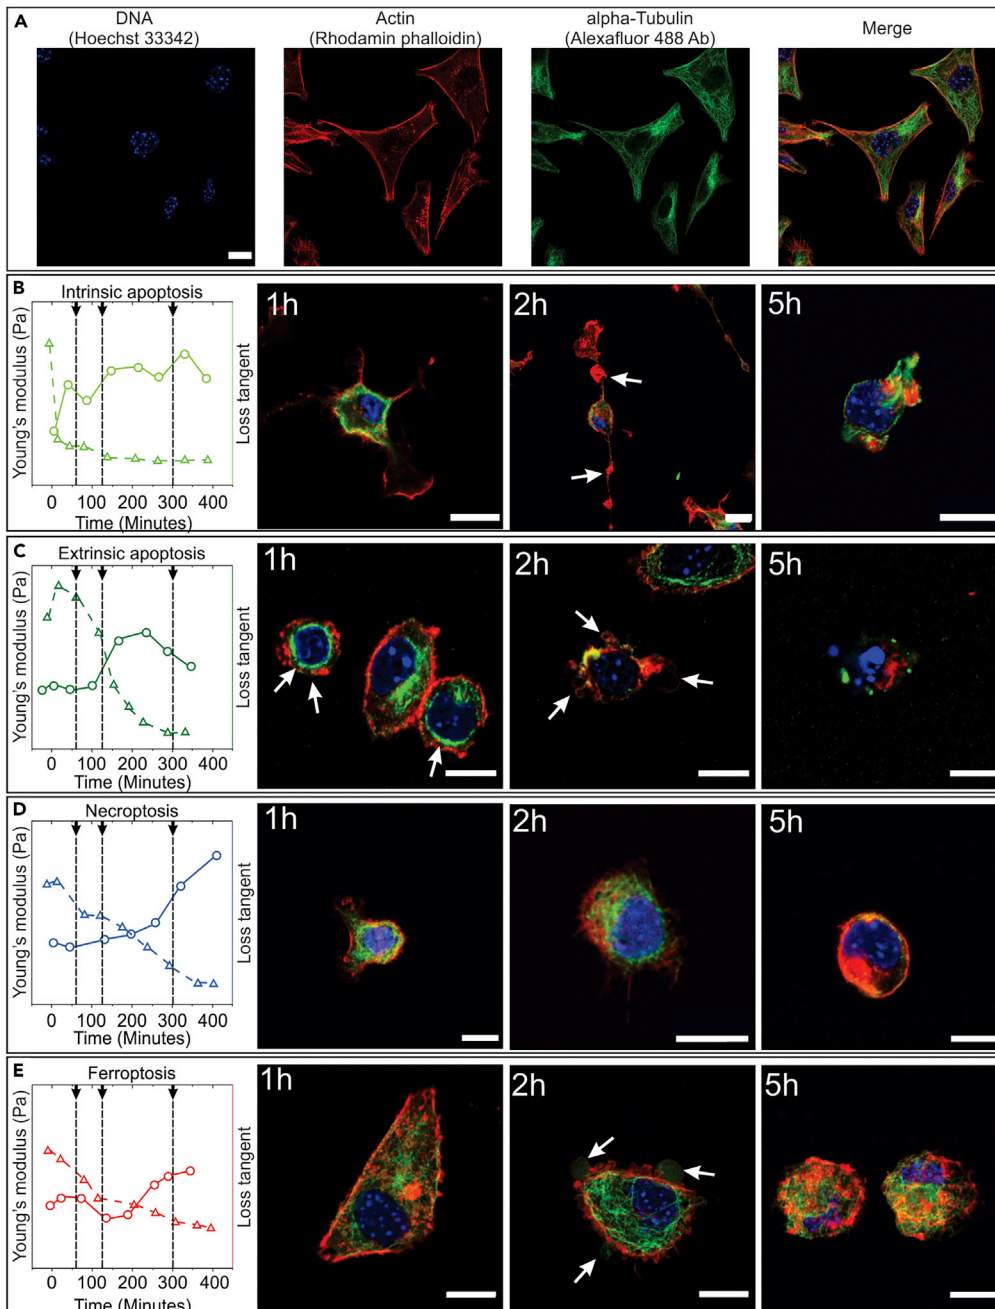 A
DNA
(Hoechst 33342)
Actin
(Rhodamin phalloidin)
alpha-Tubulin
(Alexafluor 488 Ab)
Merge
B
Intrinsic apoptosis
Young's modulus (Pa)
Loss tangent
0 100 200 300 400
Time (Minutes)
1h
2h
5h
C
Extrinsic apoptosis
Young's modulus (Pa)
Loss tangent
0 100 200 300 400
Time (Minutes)
1h
2h
5h
D
Necroptosis
Young's modulus (Pa)
Loss tangent
0 100 200 300 400
Time (Minutes)
1h
2h
5h
E
Ferroptosis
Young's modulus (Pa)
Loss tangent
0 100 200 300 400
Time (Minutes)
1h
2h
5h